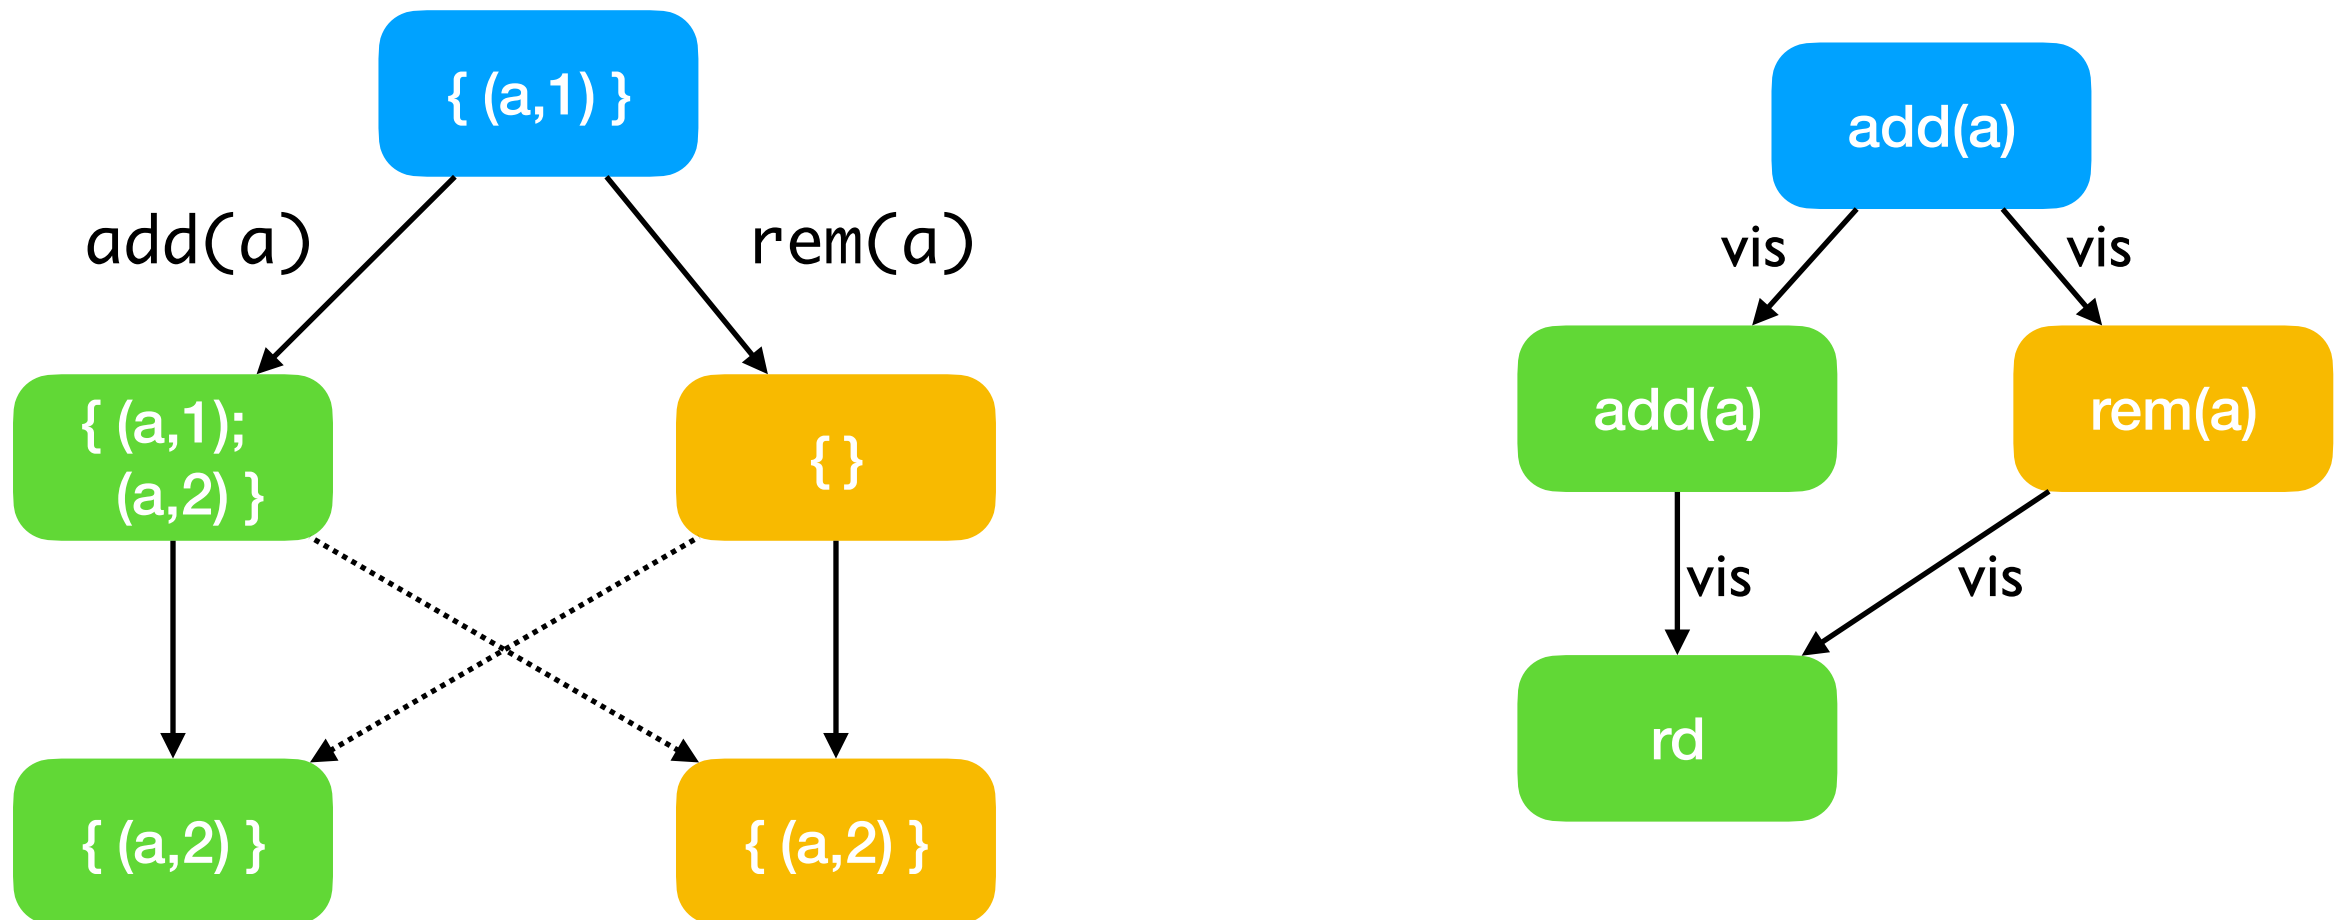 { (a,1) }
add(a)
rem(a)
{ (a,1);
(a,2) }
{ }
{ (a,2) }
{ (a,2) }
add(a)
vis
vis
add(a)
rem(a)
vis
vis
rd